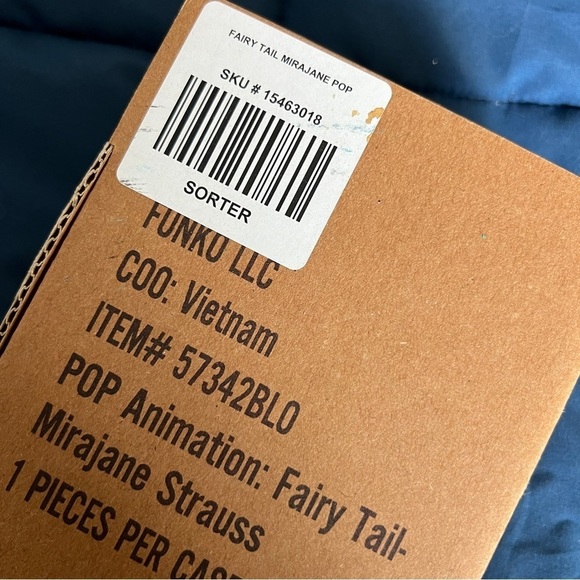 FAIRY TAIL MIRAJANE POP
SKU # 15463018
SORTER
FUNKO LLC
COO: Vietnam
ITEM# 57342BLO
POP Animation: Fairy Tail-
Mirajane Strauss
1 PIECES PER CASE